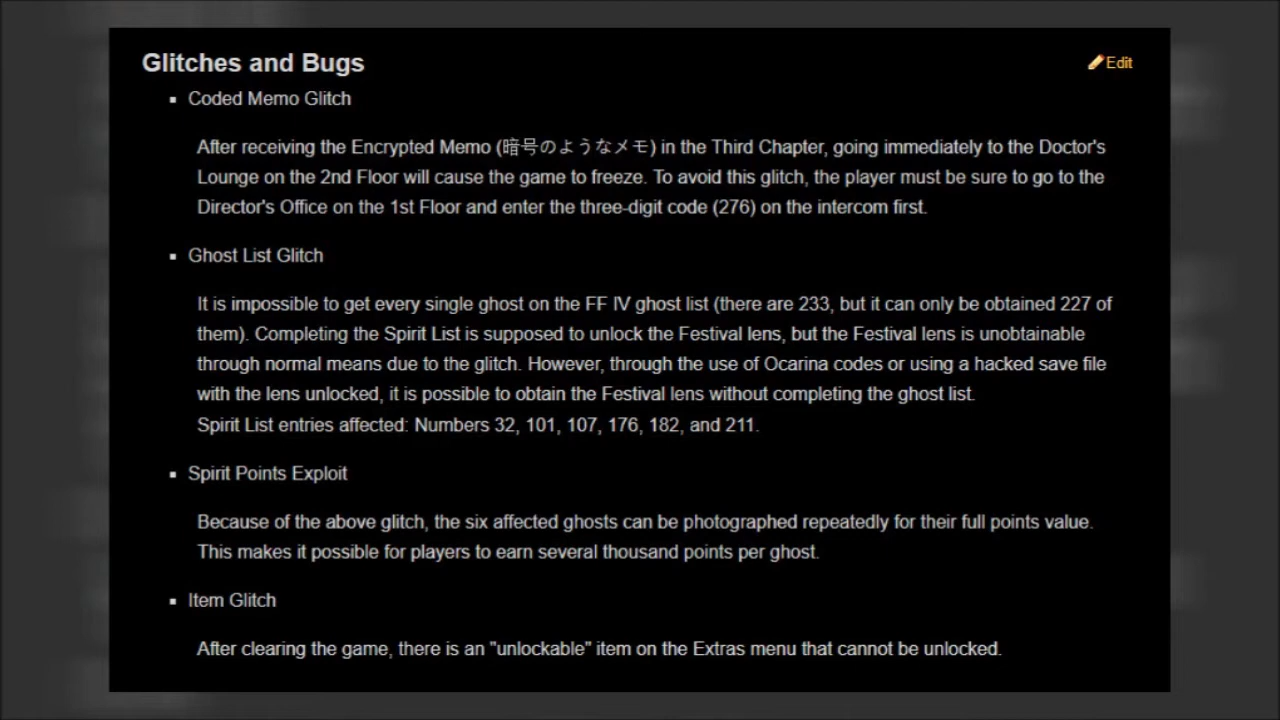 Glitches and Bugs
Edit
▪ Coded Memo Glitch
After receiving the Encrypted Memo (暗号のようなメモ) in the Third Chapter, going immediately to the Doctor's
Lounge on the 2nd Floor will cause the game to freeze. To avoid this glitch, the player must be sure to go to the
Director's Office on the 1st Floor and enter the three-digit code (276) on the intercom first.
▪ Ghost List Glitch
It is impossible to get every single ghost on the FF IV ghost list (there are 233, but it can only be obtained 227 of
them). Completing the Spirit List is supposed to unlock the Festival lens, but the Festival lens is unobtainable
through normal means due to the glitch. However, through the use of Ocarina codes or using a hacked save file
with the lens unlocked, it is possible to obtain the Festival lens without completing the ghost list.
Spirit List entries affected: Numbers 32, 101, 107, 176, 182, and 211.
▪ Spirit Points Exploit
Because of the above glitch, the six affected ghosts can be photographed repeatedly for their full points value.
This makes it possible for players to earn several thousand points per ghost.
▪ Item Glitch
After clearing the game, there is an "unlockable" item on the Extras menu that cannot be unlocked.